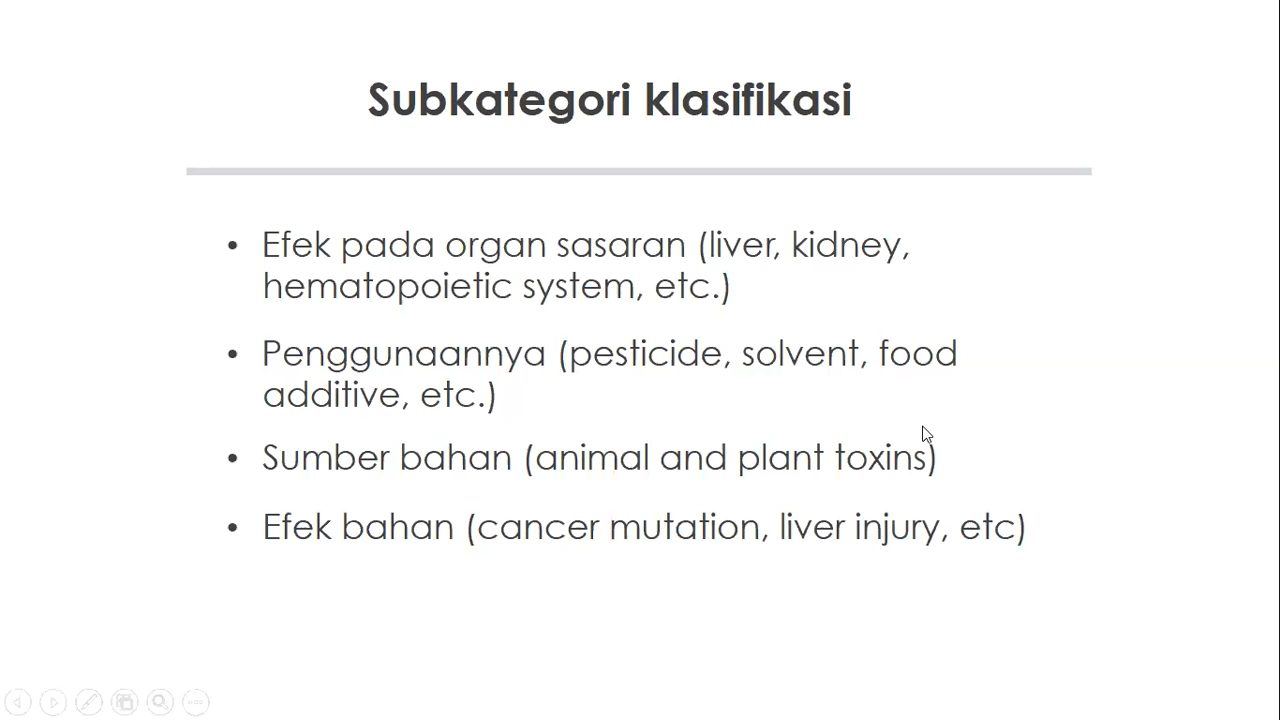 Subkategori klasifikasi
• Efek pada organ sasaran (liver, kidney,
hematopoietic system, etc.)
• Penggunaannya (pesticide, solvent, food
additive, etc.)
• Sumber bahan (animal and plant toxins)
• Efek bahan (cancer mutation, liver injury, etc)